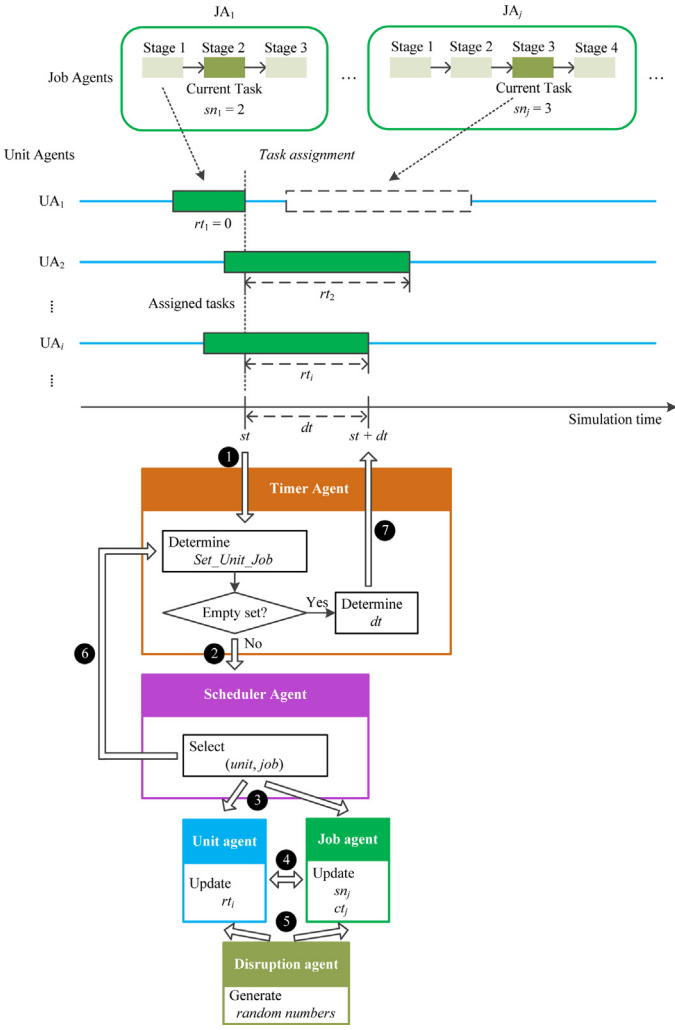 JA1 JAj
Stage 1 Stage 2 Stage 3 Stage 1 Stage 2 Stage 3 Stage 4
Job Agents ... ...
Current Task Current Task
sn1 = 2 snj = 3
Unit Agents Task assignment
UA1
rt1 = 0
UA2
rt2
Assigned tasks
UAi
rti
Simulation time
dt
st st + dt
1
Timer Agent
7
Determine
Set_Unit_Job
Empty set? Yes
Determine
dt
6
2 No
Scheduler Agent
Select
(unit, job)
3
Unit agent Job agent
4
Update
rti
Update
snj
ctj
5
Disruption agent
Generate
random numbers